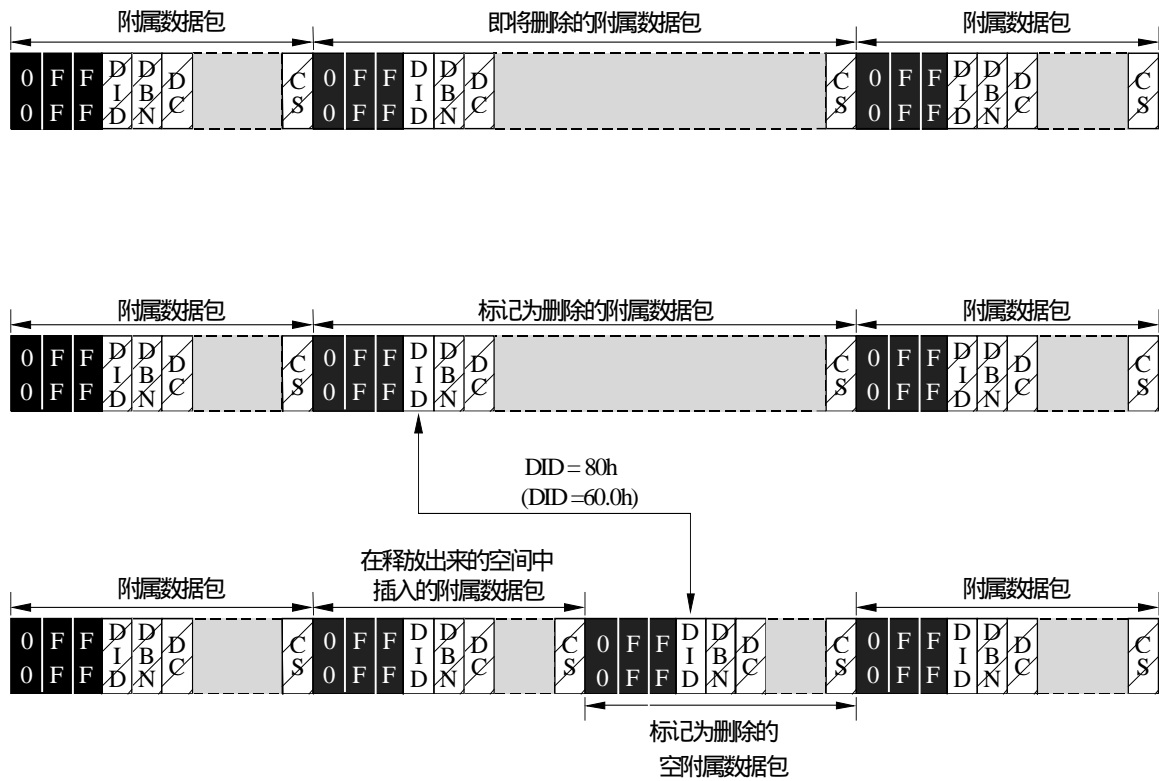 附属数据包 即将删除的附属数据包 附属数据包
0 F F D D D C 0 F F D D D C 0 F F D D D C
0 F F I B C S 0 F F I B C S 0 F F I B C S
D N D N D N
附属数据包 标记为删除的附属数据包 附属数据包
0 F F D D D C 0 F F D D D C 0 F F D D D C
0 F F I B C S 0 F F I B C S 0 F F I B C S
D N D N D N
DID = 80h
(DID =60.0h)
在释放出来的空间中
附属数据包 插入的附属数据包 附属数据包
0 F F D D D C 0 F F D D D C 0 F F D D D C 0 F F D D D C
0 F F I B C S 0 F F I B C S 0 F F I B C S 0 F F I B C S
D N D N D N D N
标记为删除的
空附属数据包